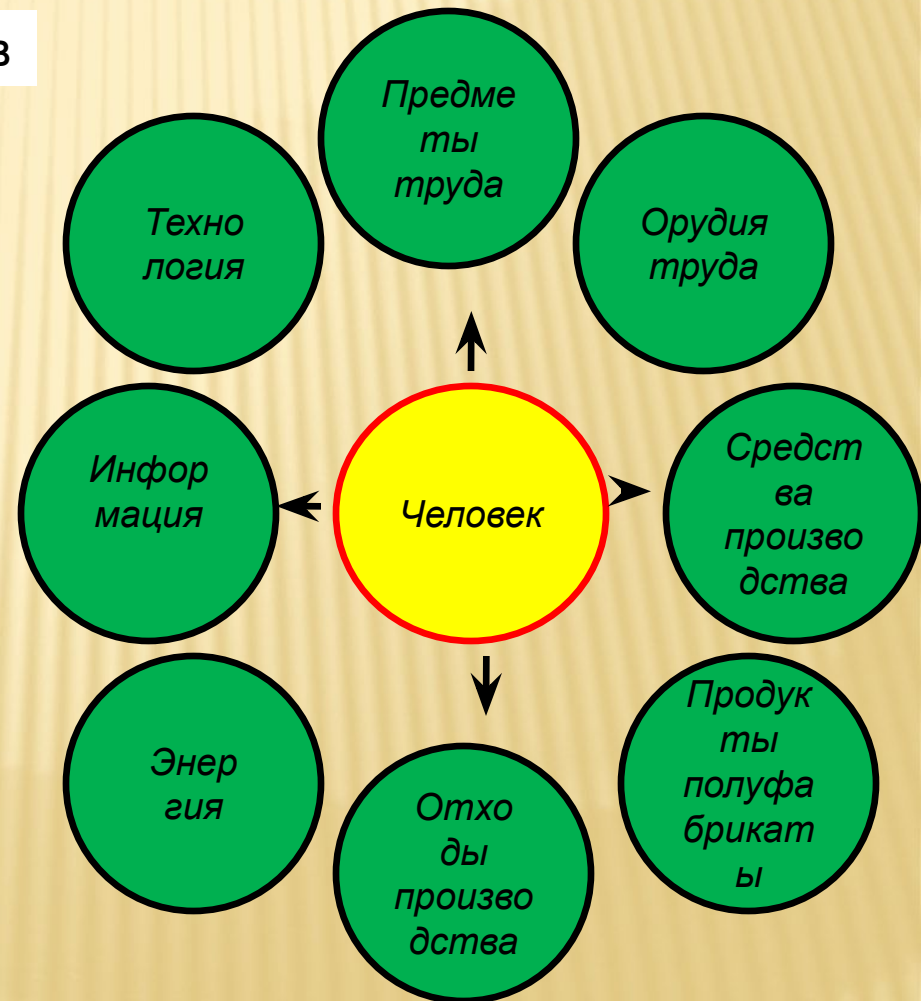 в
Предме
ты
труда
Техно
логия
Орудия
труда
Инфор
мация
Человек
Средст
ва
произво
дства
Энер
гия
Отхо
ды
произво
дства
Продук
ты
полуфа
брикат
ы